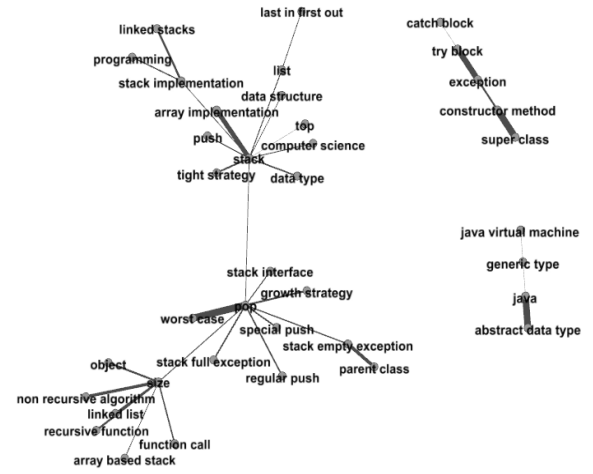 last in first out
catch block
linked stacks
try block
programming
list
stack implementation
exception
data structure
array implementation
constructor method
top
push
super class
computer science
stack
tight strategy
data type
java virtual machine
generic type
stack interface
growth strategy
java
pop
worst case
special push
abstract data type
stack empty exception
object
stack full exception
parent class
regular push
size
non recursive algorithm
linked list
recursive function
function call
array based stack